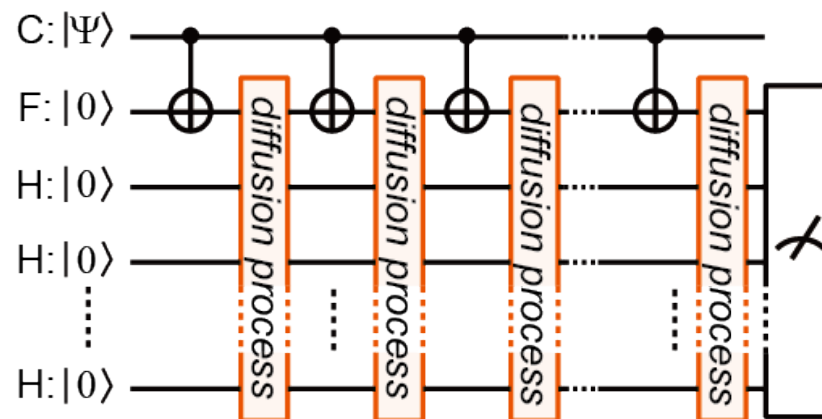 C:|Ψ⟩
F:|0⟩
H:|0⟩
H:|0⟩
H:|0⟩
diffusion process
diffusion process
diffusion process
diffusion process